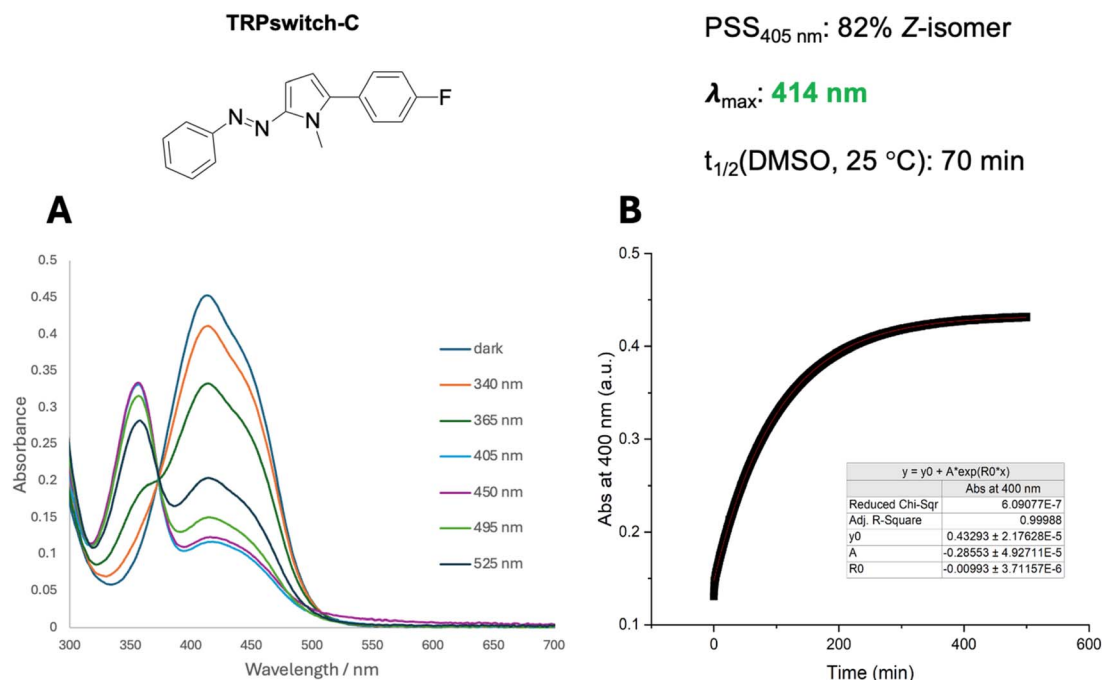 TRPswitch-C
N
N
N
F
PSS405 nm: 82% Z-isomer
λmax: 414 nm
t1/2(DMSO, 25 °C): 70 min
A
0.5
0.45
0.4
0.35
0.3
0.25
0.2
0.15
0.1
0.05
0
Absorbance
300 350 400 450 500 550 600 650 700
Wavelength / nm
dark
340 nm
365 nm
405 nm
450 nm
495 nm
525 nm
B
0.5
0.4
0.3
0.2
0.1
Abs at 400 nm (a.u.)
0 200 400 600
Time (min)
y = y0 + A*exp(R0*x)
Abs at 400 nm
Reduced Chi-Sqr 6.09077E-7
Adj. R-Square 0.99988
y0 0.43293 ± 2.17628E-5
A -0.28553 ± 4.92711E-5
R0 -0.00993 ± 3.71157E-6